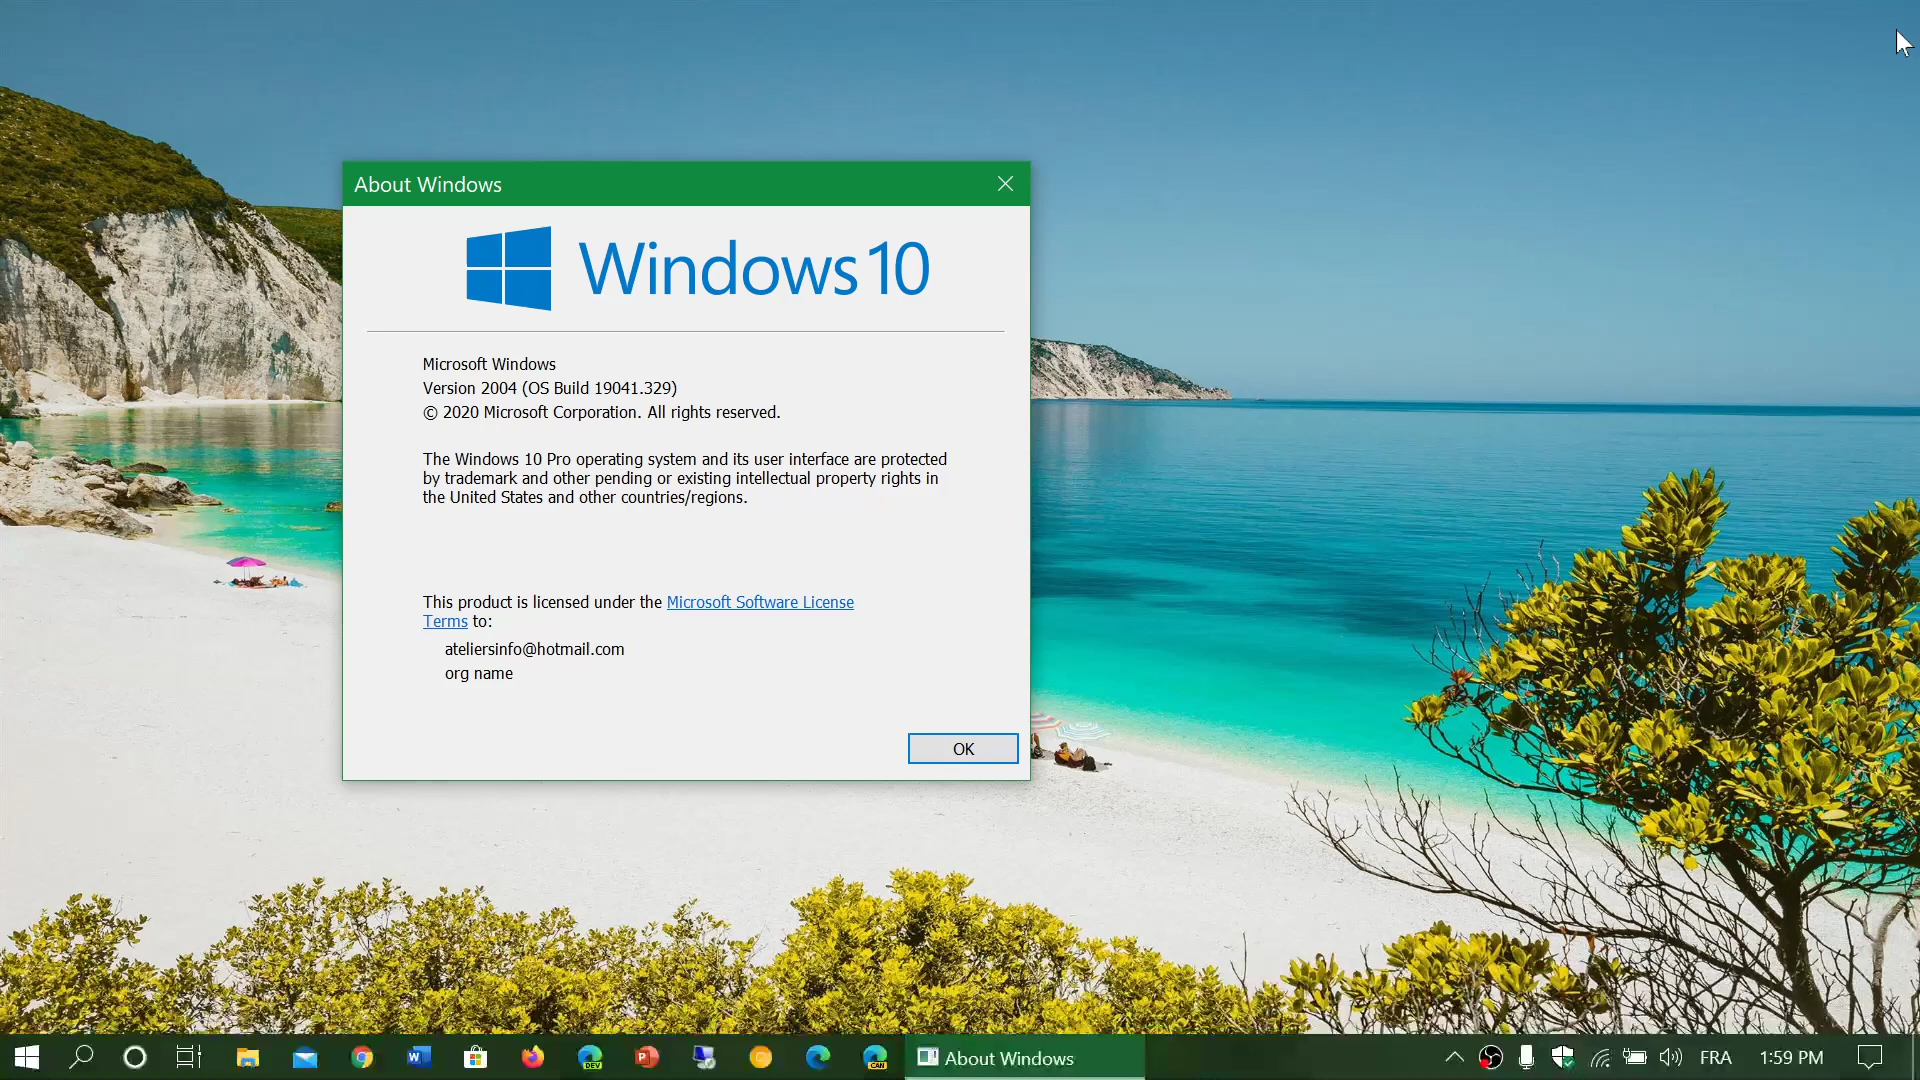 About Windows
Windows 10
Microsoft Windows
Version 2004 (OS Build 19041.329)
© 2020 Microsoft Corporation. All rights reserved.
The Windows 10 Pro operating system and its user interface are protected
by trademark and other pending or existing intellectual property rights in
the United States and other countries/regions.
This product is licensed under the Microsoft Software License
Terms to:
ateliersinfo@hotmail.com
org name
OK
W DEV P CAN About Windows FRA 1:59 PM